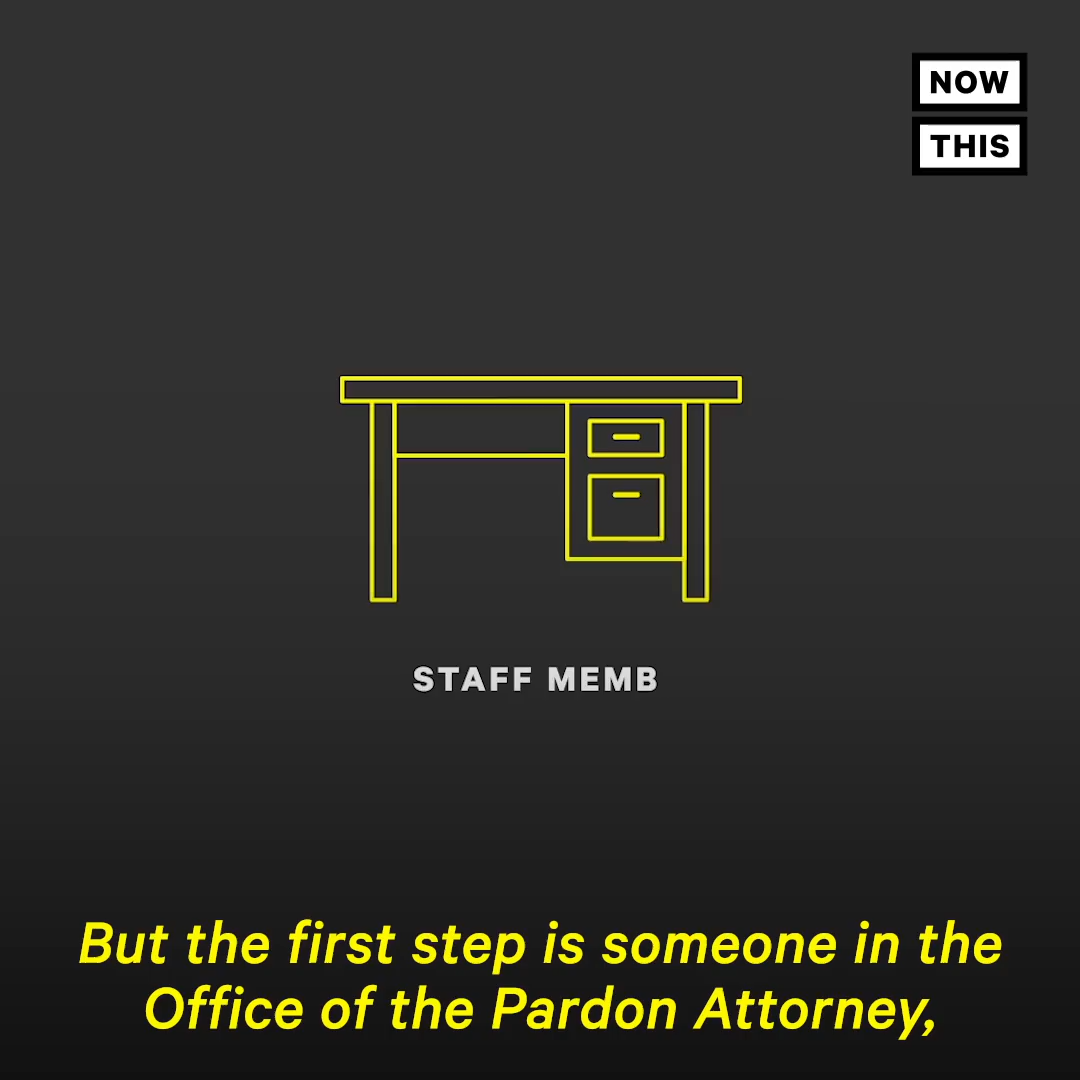 NOW
THIS
STAFF MEMB
But the first step is someone in the
Office of the Pardon Attorney,